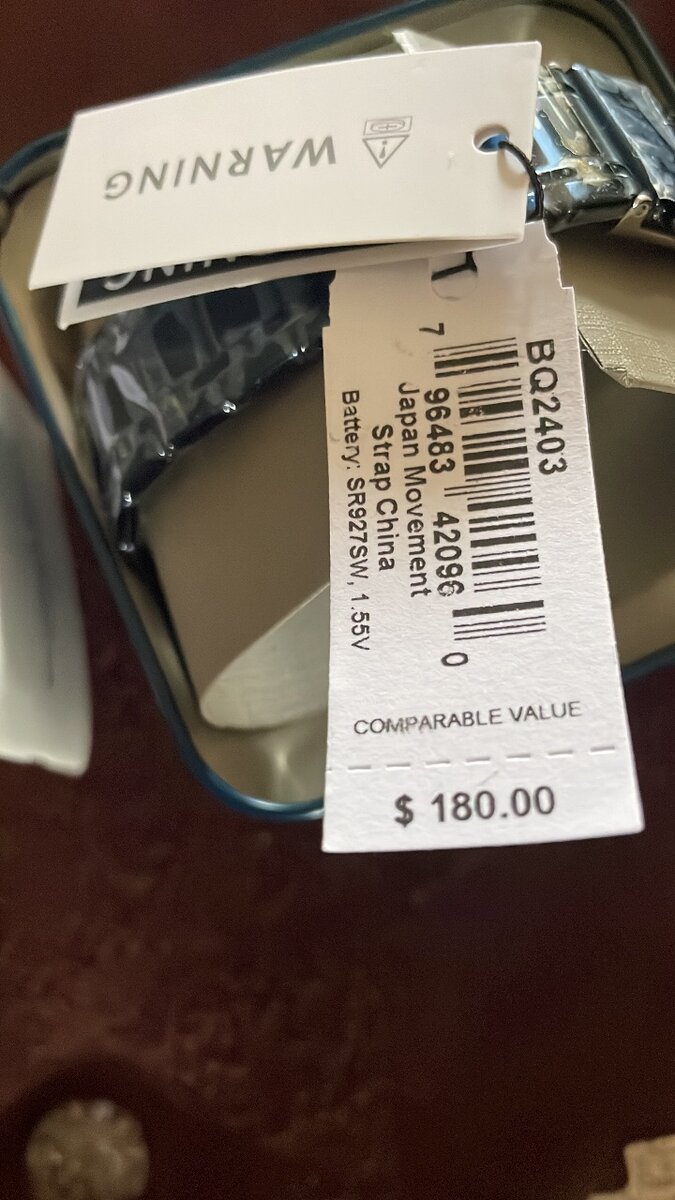 WARNING
BQ2403
7 96483 42096 0
Japan Movement
Strap China
Battery: SR927SW, 1.55V
COMPARABLE VALUE
$ 180.00